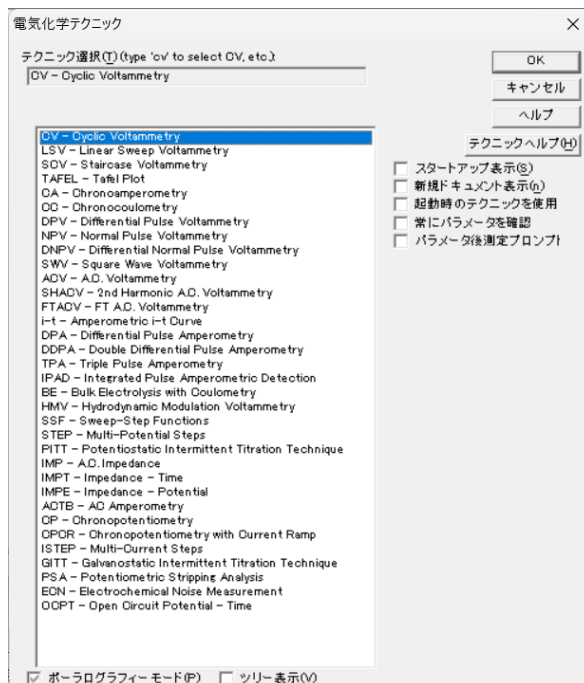 電気化学テクニック
テクニック選択(T) (type 'cv' to select CV, etc.):
CV - Cyclic Voltammetry
OK
キャンセル
ヘルプ
テクニックヘルプ(H)
CV - Cyclic Voltammetry
LSV - Linear Sweep Voltammetry
SCV - Staircase Voltammetry
TAFEL - Tafel Plot
CA - Chronoamperometry
CC - Chronocoulometry
DPV - Differential Pulse Voltammetry
NPV - Normal Pulse Voltammetry
DNPV - Differential Normal Pulse Voltammetry
SWV - Square Wave Voltammetry
ACV - A.C. Voltammetry
SHACV - 2nd Harmonic A.C. Voltammetry
FTACV - FT A.C. Voltammetry
i-t - Amperometric i-t Curve
DPA - Differential Pulse Amperometry
DDPA - Double Differential Pulse Amperometry
TPA - Triple Pulse Amperometry
IPAD - Integrated Pulse Amperometric Detection
BE - Bulk Electrolysis with Coulometry
HMV - Hydrodynamic Modulation Voltammetry
SSF - Sweep-Step Functions
STEP - Multi-Potential Steps
PITT - Potentiostatic Intermittent Titration Technique
IMP - A.C. Impedance
IMPT - Impedance - Time
IMPE - Impedance - Potential
ACTB - AC Amperometry
CP - Chronopotentiometry
CPCR - Chronopotentiometry with Current Ramp
ISTEP - Multi-Current Steps
GITT - Galvanostatic Intermittent Titration Technique
PSA - Potentiometric Stripping Analysis
ECN - Electrochemical Noise Measurement
OCPT - Open Circuit Potential - Time
スタートアップ表示(S)
新規ドキュメント表示(n)
起動時のテクニックを使用
常にパラメータを確認
パラメータ後測定プロンプト
ポーラログラフィーモード(P)
ツリー表示(V)